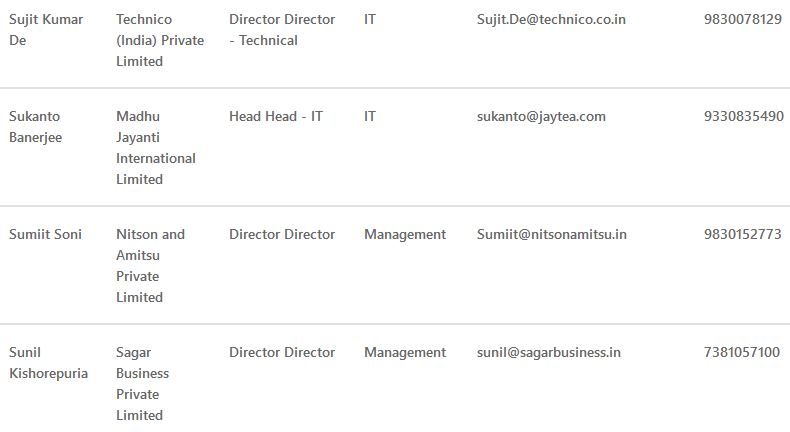 Sujit Kumar De Technico (India) Private Limited Director Director - Technical IT Sujit.De@technico.co.in 9830078129
Sukanto Banerjee Madhu Jayanti International Limited Head Head - IT IT sukanto@jaytea.com 9330835490
Sumiit Soni Nitson and Amitsu Private Limited Director Director Management Sumiit@nitsonamitsu.in 9830152773
Sunil Kishorepuria Sagar Business Private Limited Director Director Management sunil@sagarbusiness.in 7381057100